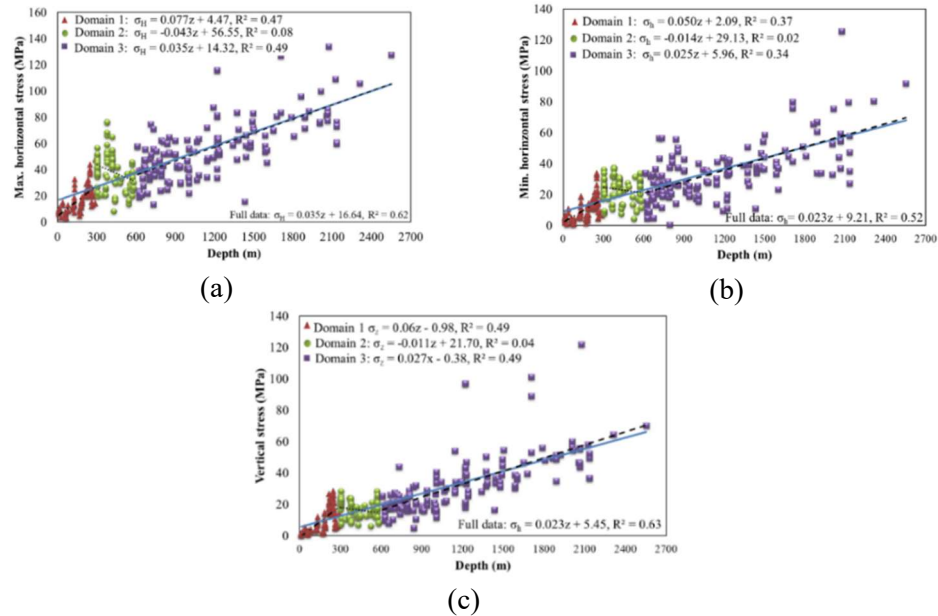 Domain 1: σH = 0.077z + 4.47, R² = 0.47
Domain 2: σH = -0.043z + 56.55, R² = 0.08
Domain 3: σH = 0.035z + 14.32, R² = 0.49
Max. horizontal stress (MPa)
160
140
120
100
80
60
40
20
0
Full data: σH = 0.035z + 16.64, R² = 0.62
0 300 600 900 1200 1500 1800 2100 2400 2700
Depth (m)
(a)
Domain 1: σh = 0.050z + 2.09, R² = 0.37
Domain 2: σh = -0.014z + 29.13, R² = 0.02
Domain 3: σh= 0.025z + 5.96, R² = 0.34
Min. horizontal stress (MPa)
140
120
100
80
60
40
20
0
Full data: σh= 0.023z + 9.21, R² = 0.52
0 300 600 900 1200 1500 1800 2100 2400 2700
Depth (m)
(b)
Domain 1 σz = 0.06z - 0.98, R² = 0.49
Domain 2: σz = -0.011z + 21.70, R² = 0.04
Domain 3: σz = 0.027x - 0.38, R² = 0.49
Vertical stress (MPa)
140
120
100
80
60
40
20
0
Full data: σh = 0.023z + 5.45, R² = 0.63
0 300 600 900 1200 1500 1800 2100 2400 2700
Depth (m)
(c)